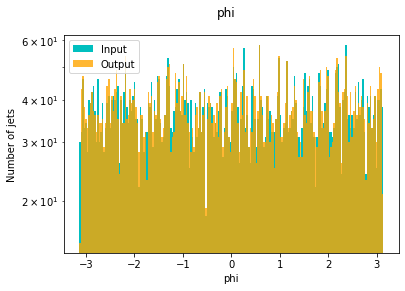 phi
Input
Output
Number of jets
6 × 10¹
4 × 10¹
3 × 10¹
2 × 10¹
−3 −2 −1 0 1 2 3
phi